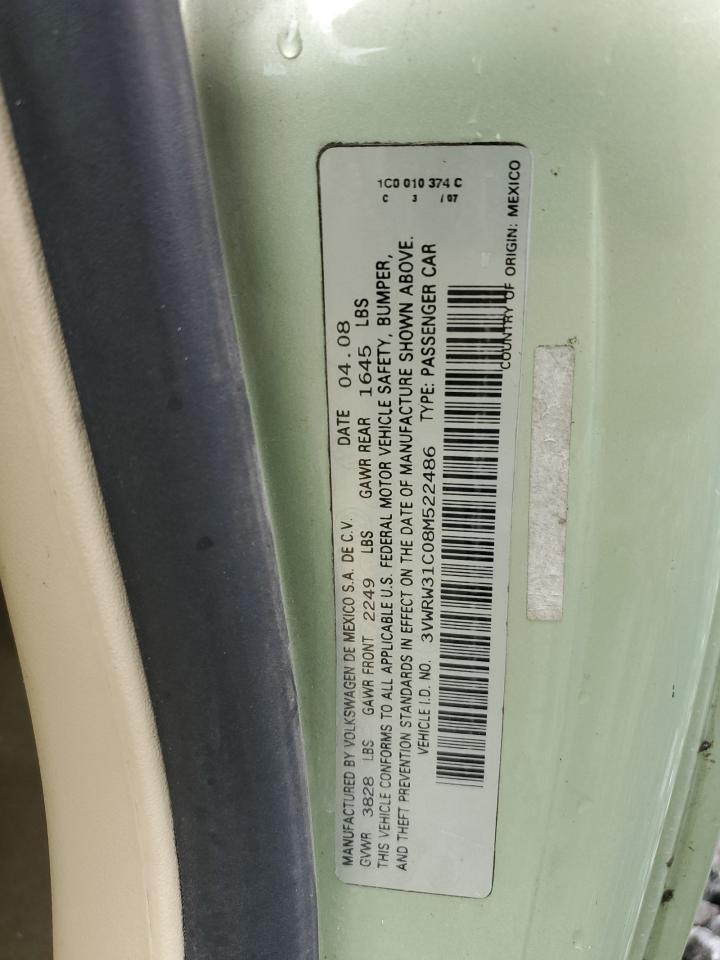 1C0 010 374 C
C 3 /07
MANUFACTURED BY VOLKSWAGEN DE MEXICO S.A. DE C.V. DATE 04.08
GVWR 3828 LBS GAWR FRONT 2249 LBS GAWR REAR 1645 LBS
THIS VEHICLE CONFORMS TO ALL APPLICABLE U.S. FEDERAL MOTOR VEHICLE SAFETY, BUMPER,
AND THEFT PREVENTION STANDARDS IN EFFECT ON THE DATE OF MANUFACTURE SHOWN ABOVE.
VEHICLE I.D. NO. 3VWRW31C08M522486 TYPE: PASSENGER CAR
COUNTRY OF ORIGIN: MEXICO